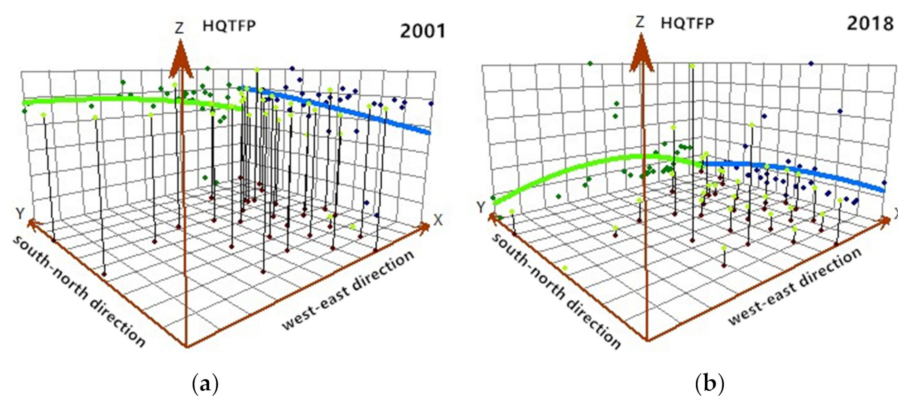 Z HQTFP 2001
Y
X
south-north direction
west-east direction
(a)
Z HQTFP 2018
Y
X
south-north direction
west-east direction
(b)